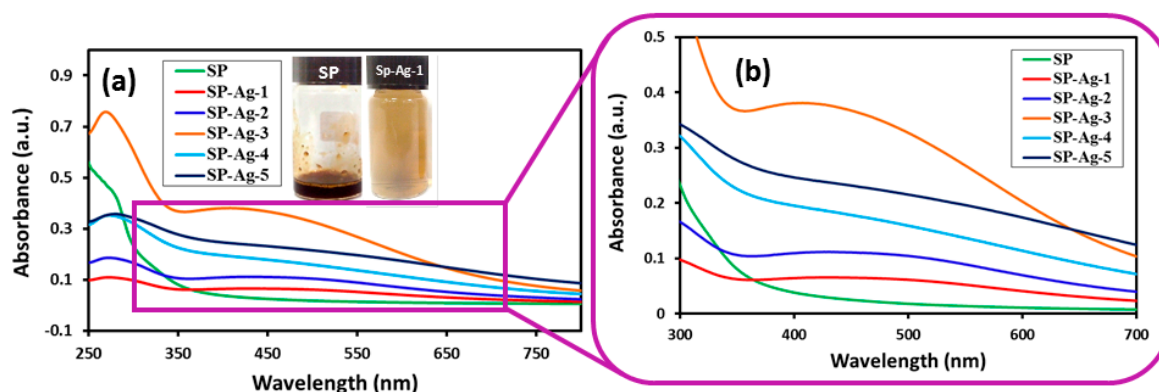 (a)
Absorbance (a.u.)
0.9
0.7
0.5
0.3
0.1
-0.1
250
350
450
550
650
750
Wavelength (nm)
SP
SP-Ag-1
SP-Ag-2
SP-Ag-3
SP-Ag-4
SP-Ag-5
SP
Sp-Ag-1
(b)
Absorbance (a.u.)
0.5
0.4
0.3
0.2
0.1
0
300
400
500
600
700
Wavelength (nm)
SP
SP-Ag-1
SP-Ag-2
SP-Ag-3
SP-Ag-4
SP-Ag-5